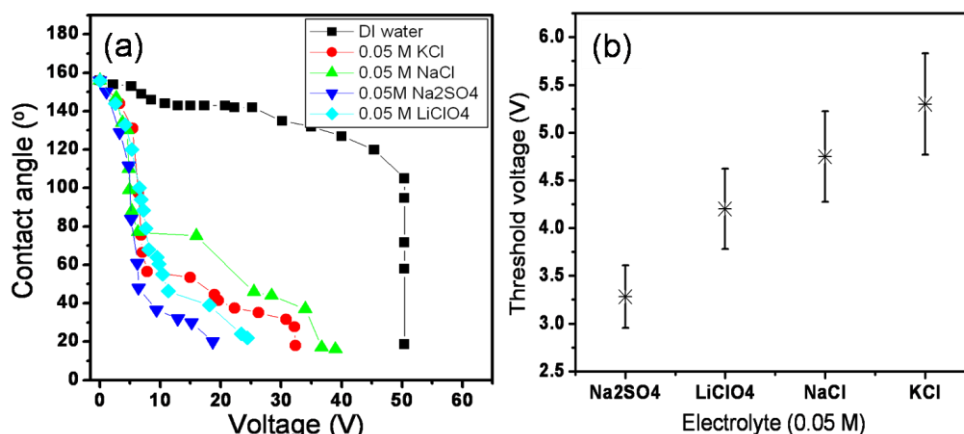 (a)
DI water
0.05 M KCl
0.05 M NaCl
0.05M Na2SO4
0.05 M LiClO4
Contact angle (º)
180
160
140
120
100
80
60
40
20
0
0 10 20 30 40 50 60
Voltage (V)
(b)
Threshold voltage (V)
6.0
5.5
5.0
4.5
4.0
3.5
3.0
2.5
Na2SO4 LiClO4 NaCl KCl
Electrolyte (0.05 M)